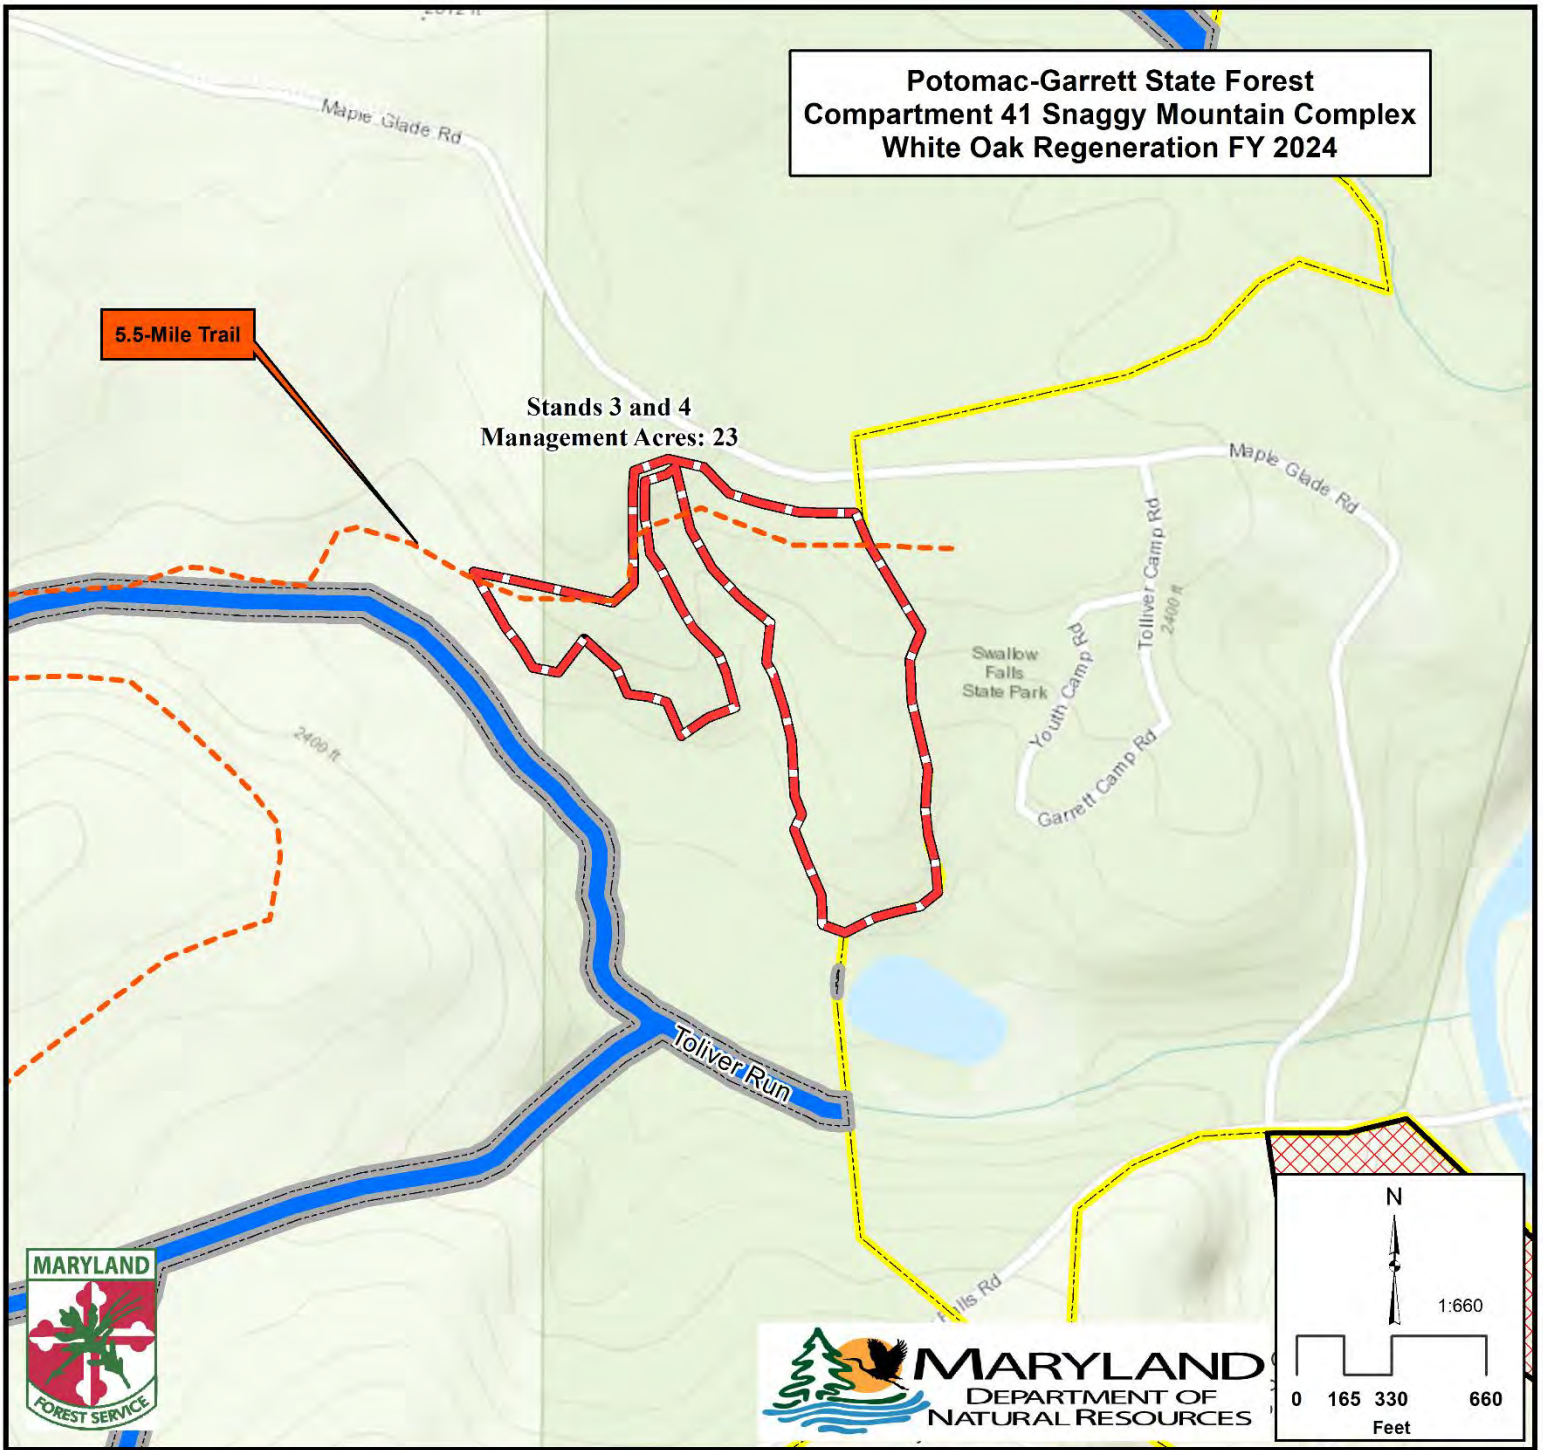 Potomac-Garrett State Forest
Compartment 41 Snaggy Mountain Complex
White Oak Regeneration FY 2024
Maple Glade Rd
5.5-Mile Trail
Stands 3 and 4
Management Acres: 23
Maple Glade Rd
Tolliver Camp Rd
2400 ft
Swallow
Falls
State Park
Youth Camp Rd
Garrett Camp Rd
2400 ft
Toliver Run
Rd
N
1:660
0 165 330 660
Feet
MARYLAND
FOREST SERVICE
MARYLAND
DEPARTMENT OF
NATURAL RESOURCES